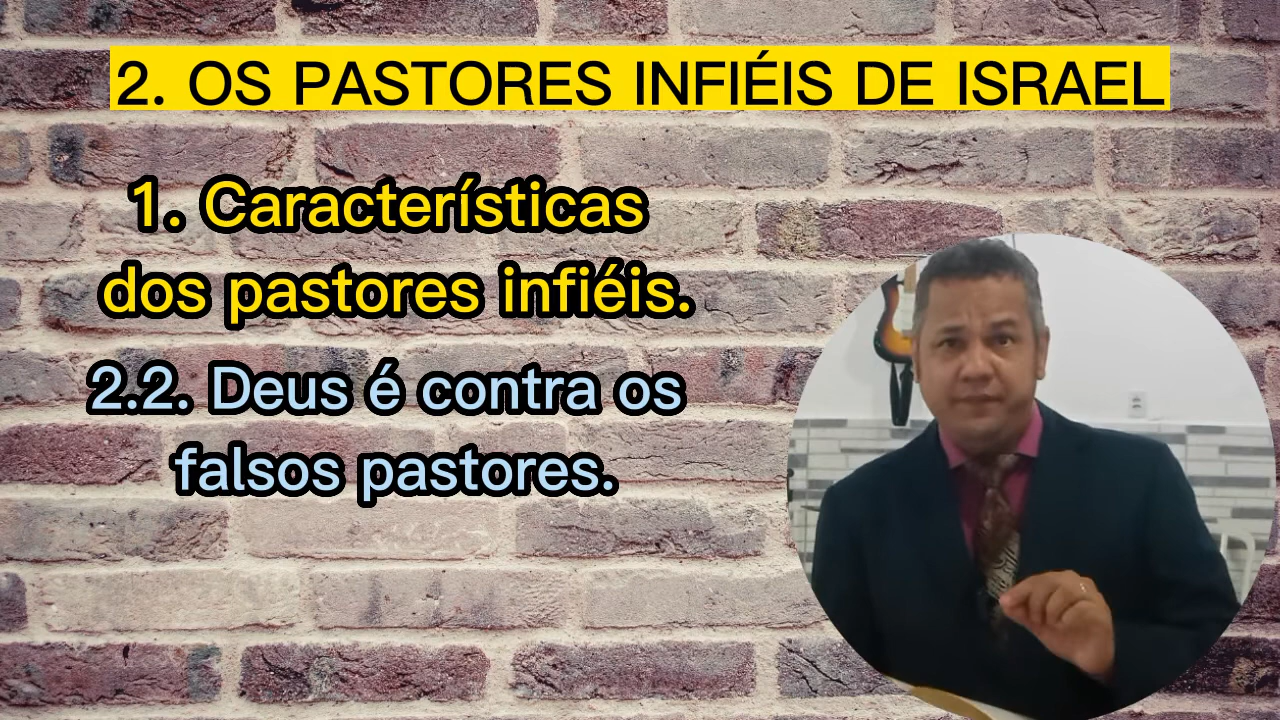 2. OS PASTORES INFIÉIS DE ISRAEL
1. Características
dos pastores infiéis.
2.2. Deus é contra os
falsos pastores.